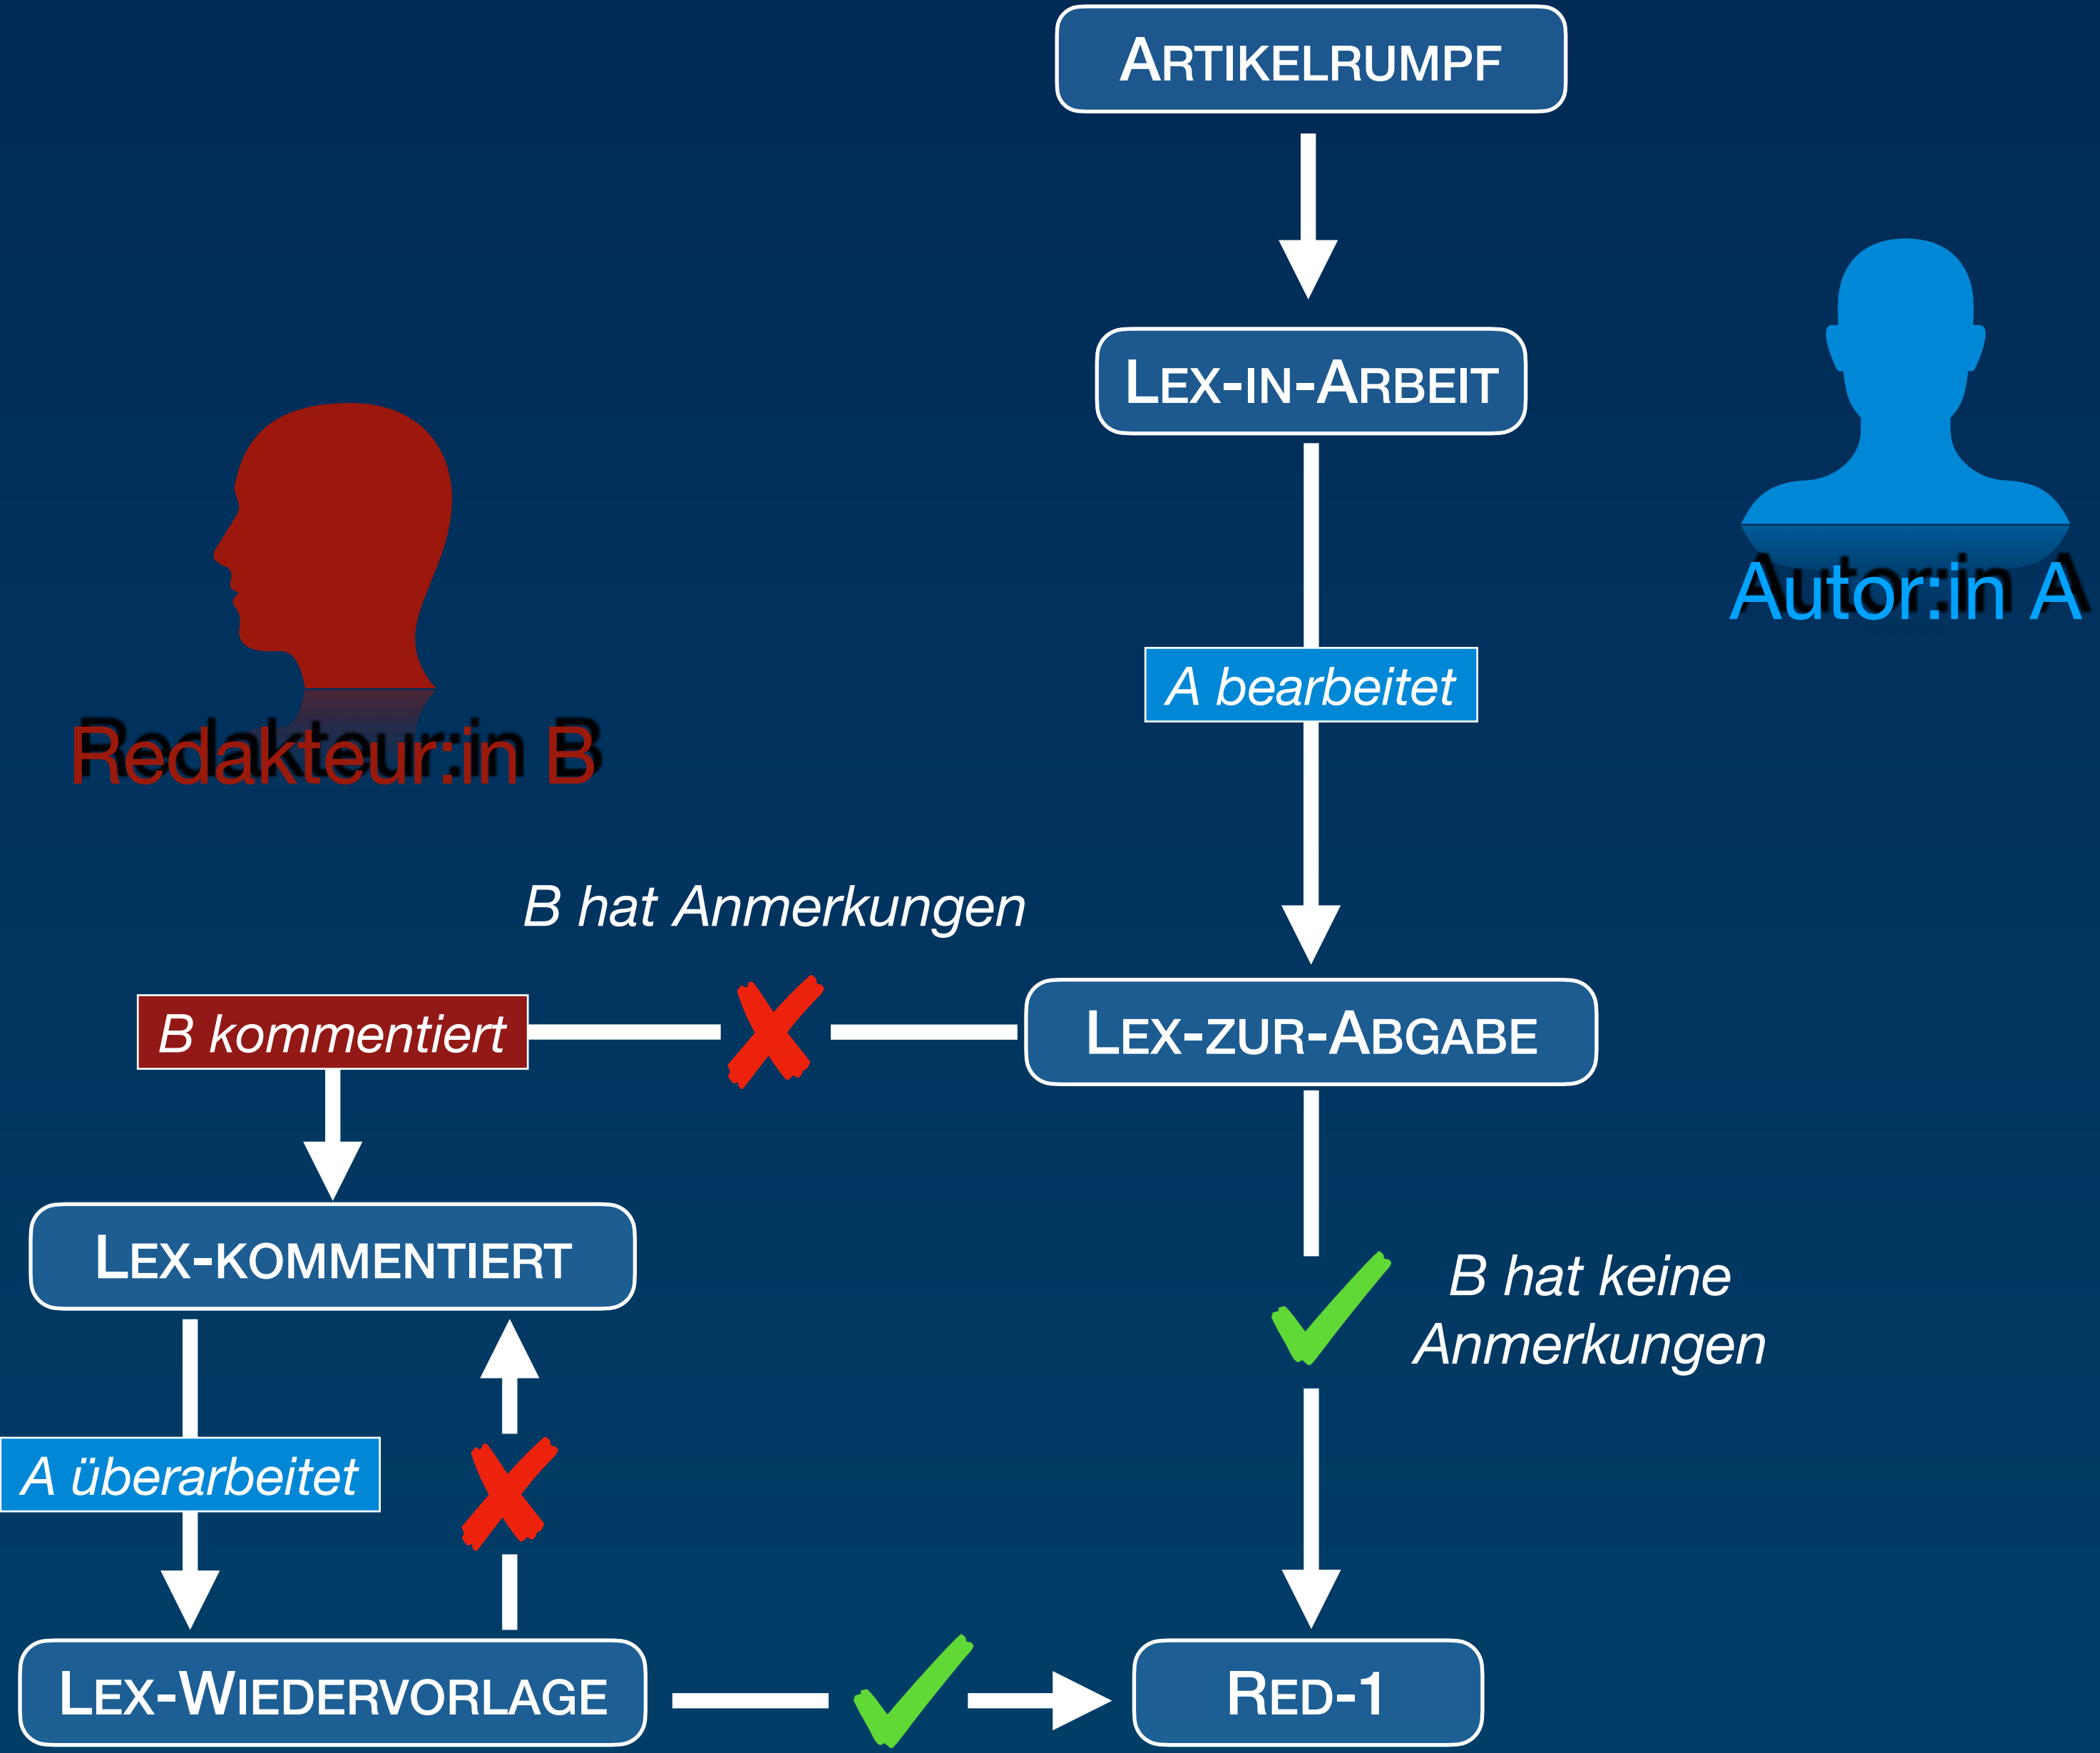 Artikelrumpf
Lex-in-Arbeit
Autor:in A
A bearbeitet
Redakteur:in B
B hat Anmerkungen
B kommentiert
Lex-zur-Abgabe
Lex-kommentiert
B hat keine
Anmerkungen
A überarbeitet
Lex-Wiedervorlage
Red-1